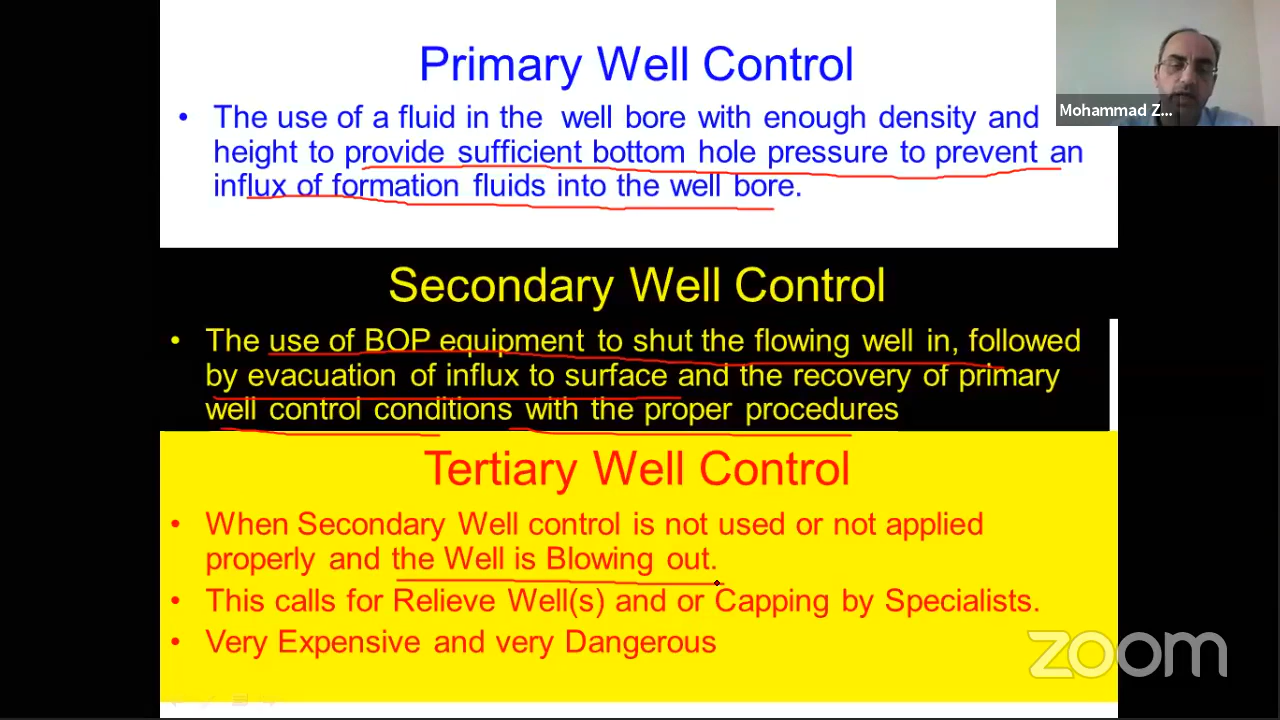 Primary Well Control
• The use of a fluid in the well bore with enough density and
height to provide sufficient bottom hole pressure to prevent an
influx of formation fluids into the well bore.
Mohammad Z...
Secondary Well Control
• The use of BOP equipment to shut the flowing well in, followed
by evacuation of influx to surface and the recovery of primary
well control conditions with the proper procedures
Tertiary Well Control
• When Secondary Well control is not used or not applied
properly and the Well is Blowing out.
• This calls for Relieve Well(s) and or Capping by Specialists.
• Very Expensive and very Dangerous
zoom